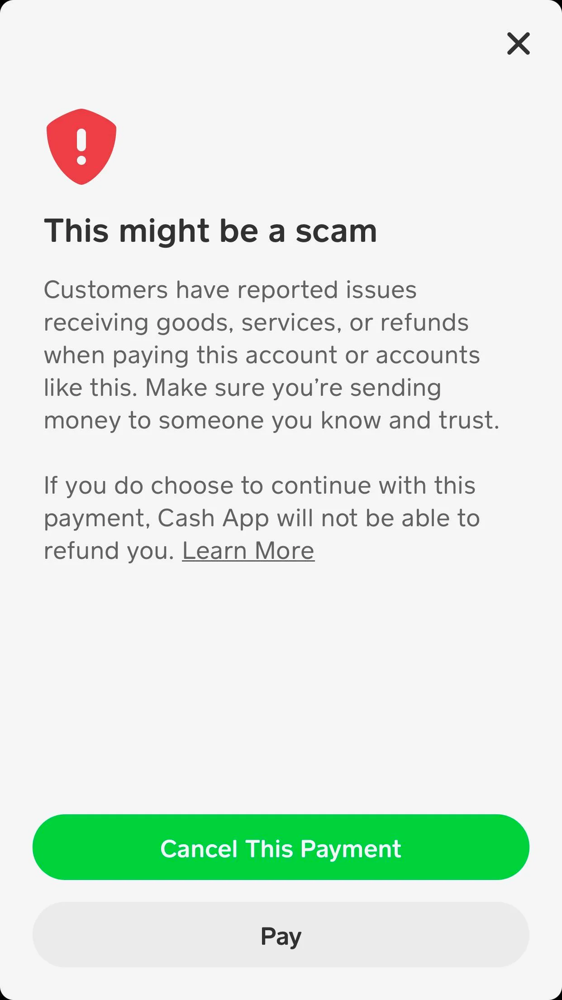 This might be a scam
Customers have reported issues
receiving goods, services, or refunds
when paying this account or accounts
like this. Make sure you’re sending
money to someone you know and trust.
If you do choose to continue with this
payment, Cash App will not be able to
refund you. Learn More
Cancel This Payment
Pay